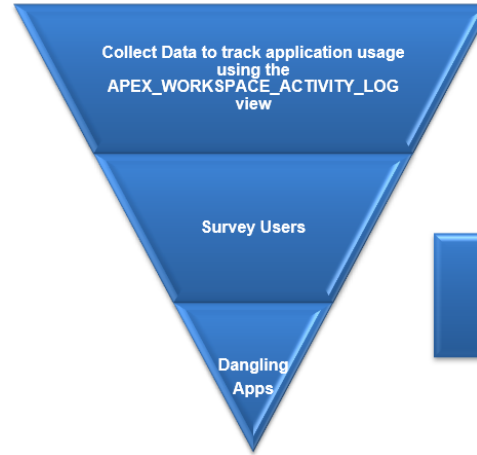 Collect Data to track application usage
using the
APEX_WORKSPACE_ACTIVITY_LOG
view
Survey Users
Dangling
Apps